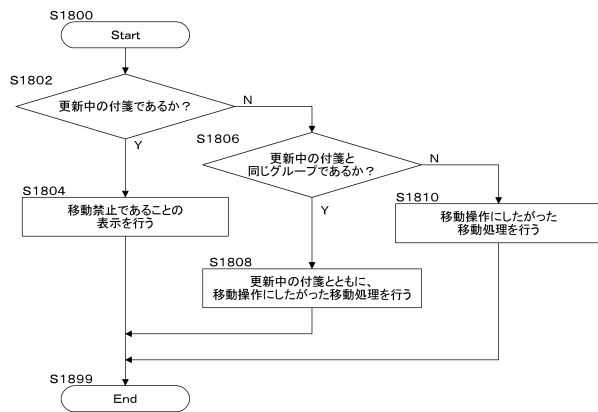 S1800
Start
S1802
更新中の付箋であるか？
N
Y
S1806
更新中の付箋と
同じグループであるか？
N
Y
S1804
移動禁止であることの
表示を行う
S1810
移動操作にしたがった
移動処理を行う
S1808
更新中の付箋とともに、
移動操作にしたがった移動処理を行う
S1899
End